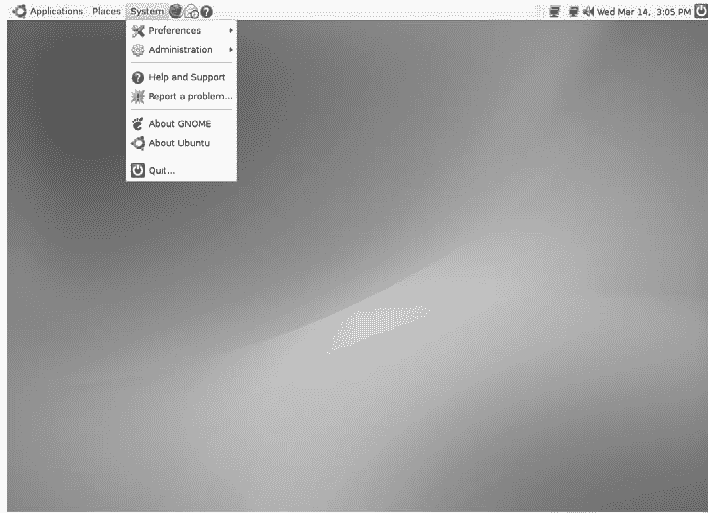 Applications Places System Wed Mar 14, 3:05 PM
Preferences
Administration
Help and Support
Report a problem...
About GNOME
About Ubuntu
Quit...